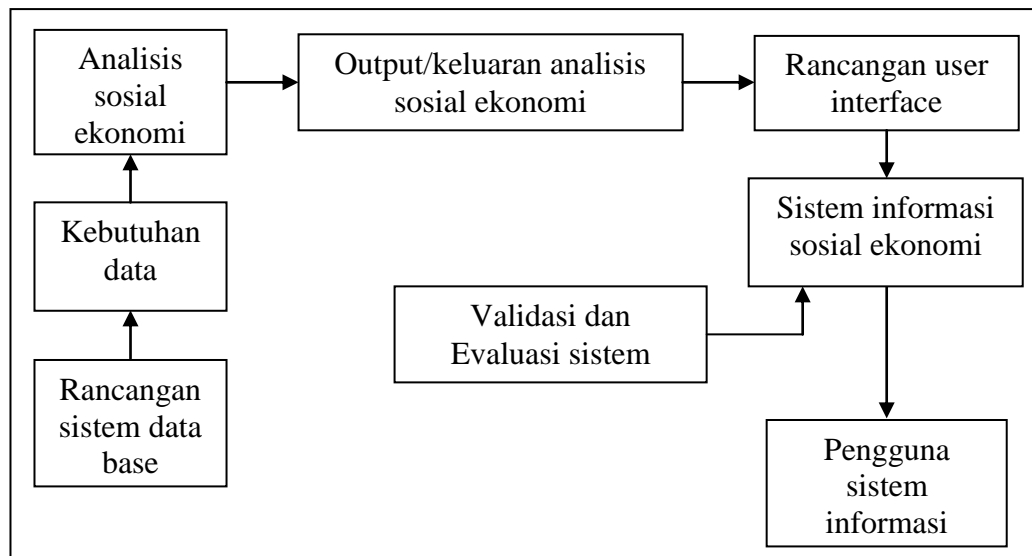 Analisis
sosial
ekonomi
Output/keluaran analisis
sosial ekonomi
Rancangan user
interface
Kebutuhan
data
Sistem informasi
sosial ekonomi
Validasi dan
Evaluasi sistem
Rancangan
sistem data
base
Pengguna
sistem
informasi